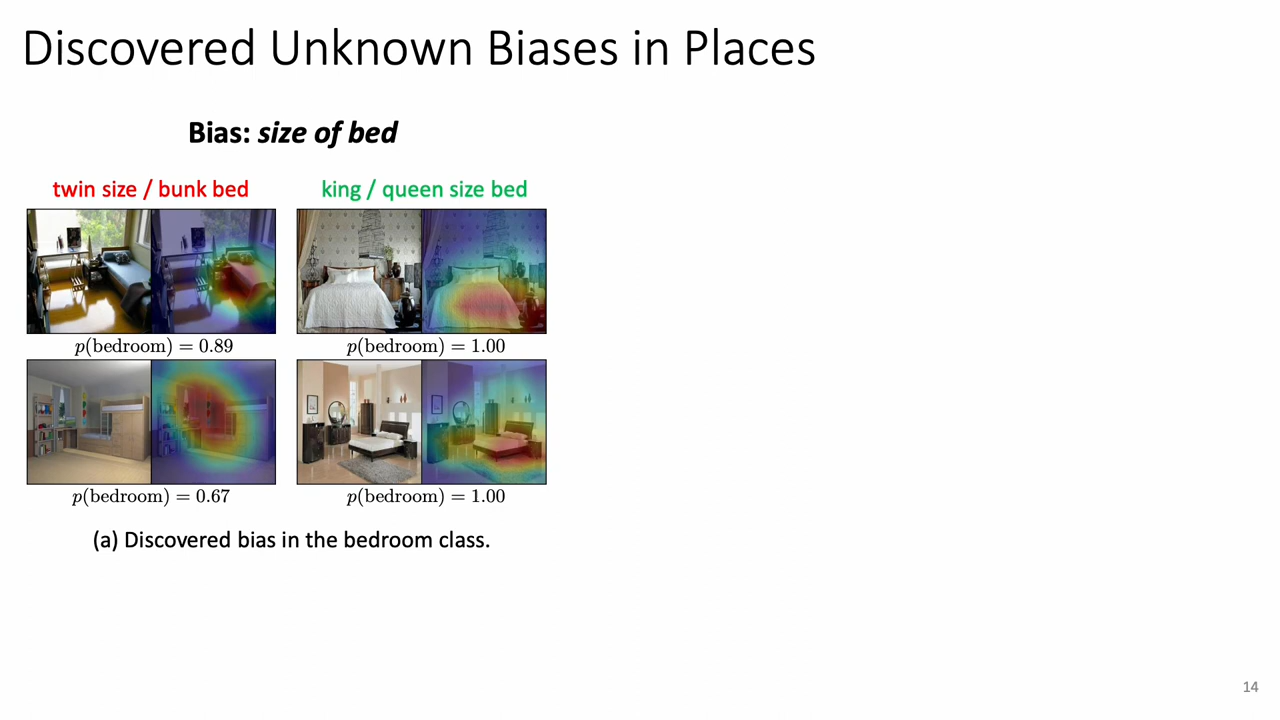 Discovered Unknown Biases in Places
Bias: size of bed
twin size / bunk bed
king / queen size bed
p(bedroom) = 0.89
p(bedroom) = 1.00
p(bedroom) = 0.67
p(bedroom) = 1.00
(a) Discovered bias in the bedroom class.
14